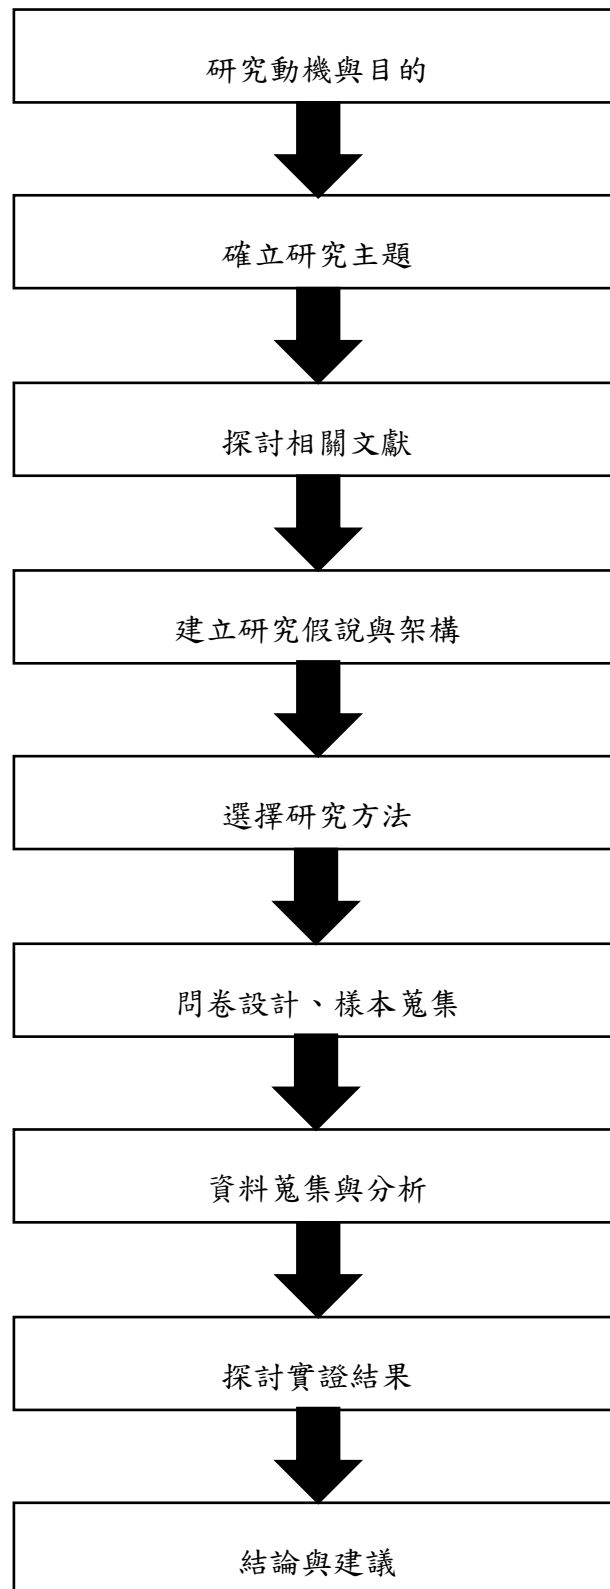 研究動機與目的
確立研究主題
探討相關文獻
建立研究假說與架構
選擇研究方法
問卷設計、樣本蒐集
資料蒐集與分析
探討實證結果
結論與建議